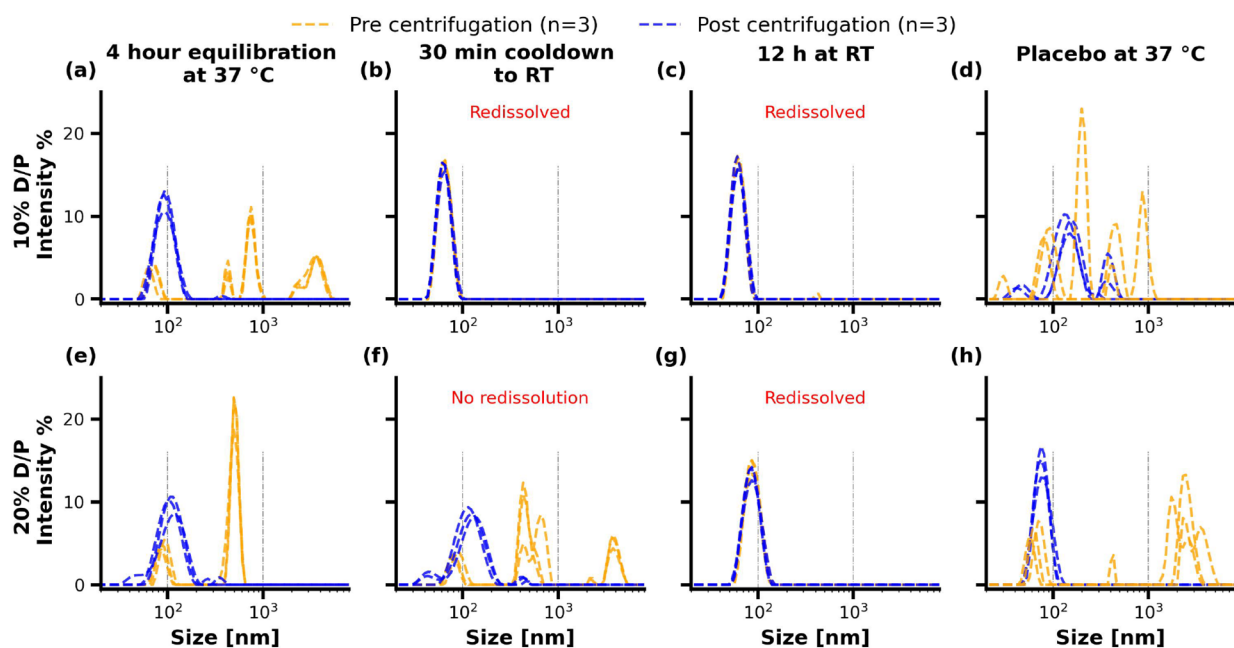 Pre centrifugation (n=3) Post centrifugation (n=3)
4 hour equilibration
at 37 °C
30 min cooldown
to RT
12 h at RT
Placebo at 37 °C
(a) (b) (c) (d)
Redissolved Redissolved
10% D/P
Intensity %
20
10
0
10² 10³ 10² 10³ 10² 10³ 10² 10³
(e) (f) (g) (h)
No redissolution Redissolved
20% D/P
Intensity %
20
10
0
10² 10³ 10² 10³ 10² 10³ 10² 10³
Size [nm] Size [nm] Size [nm] Size [nm]